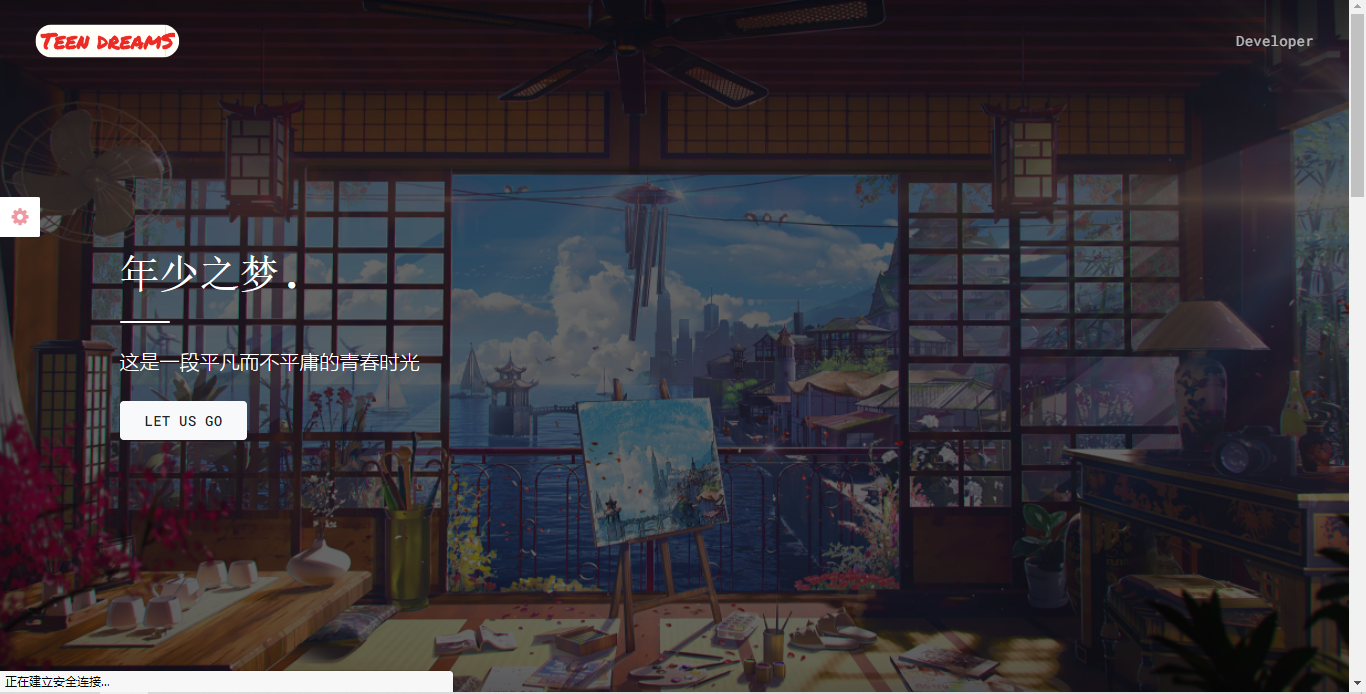 Teen dreamS
Developer
年少之梦.
这是一段平凡而不平庸的青春时光
LET US GO
正在建立安全连接...